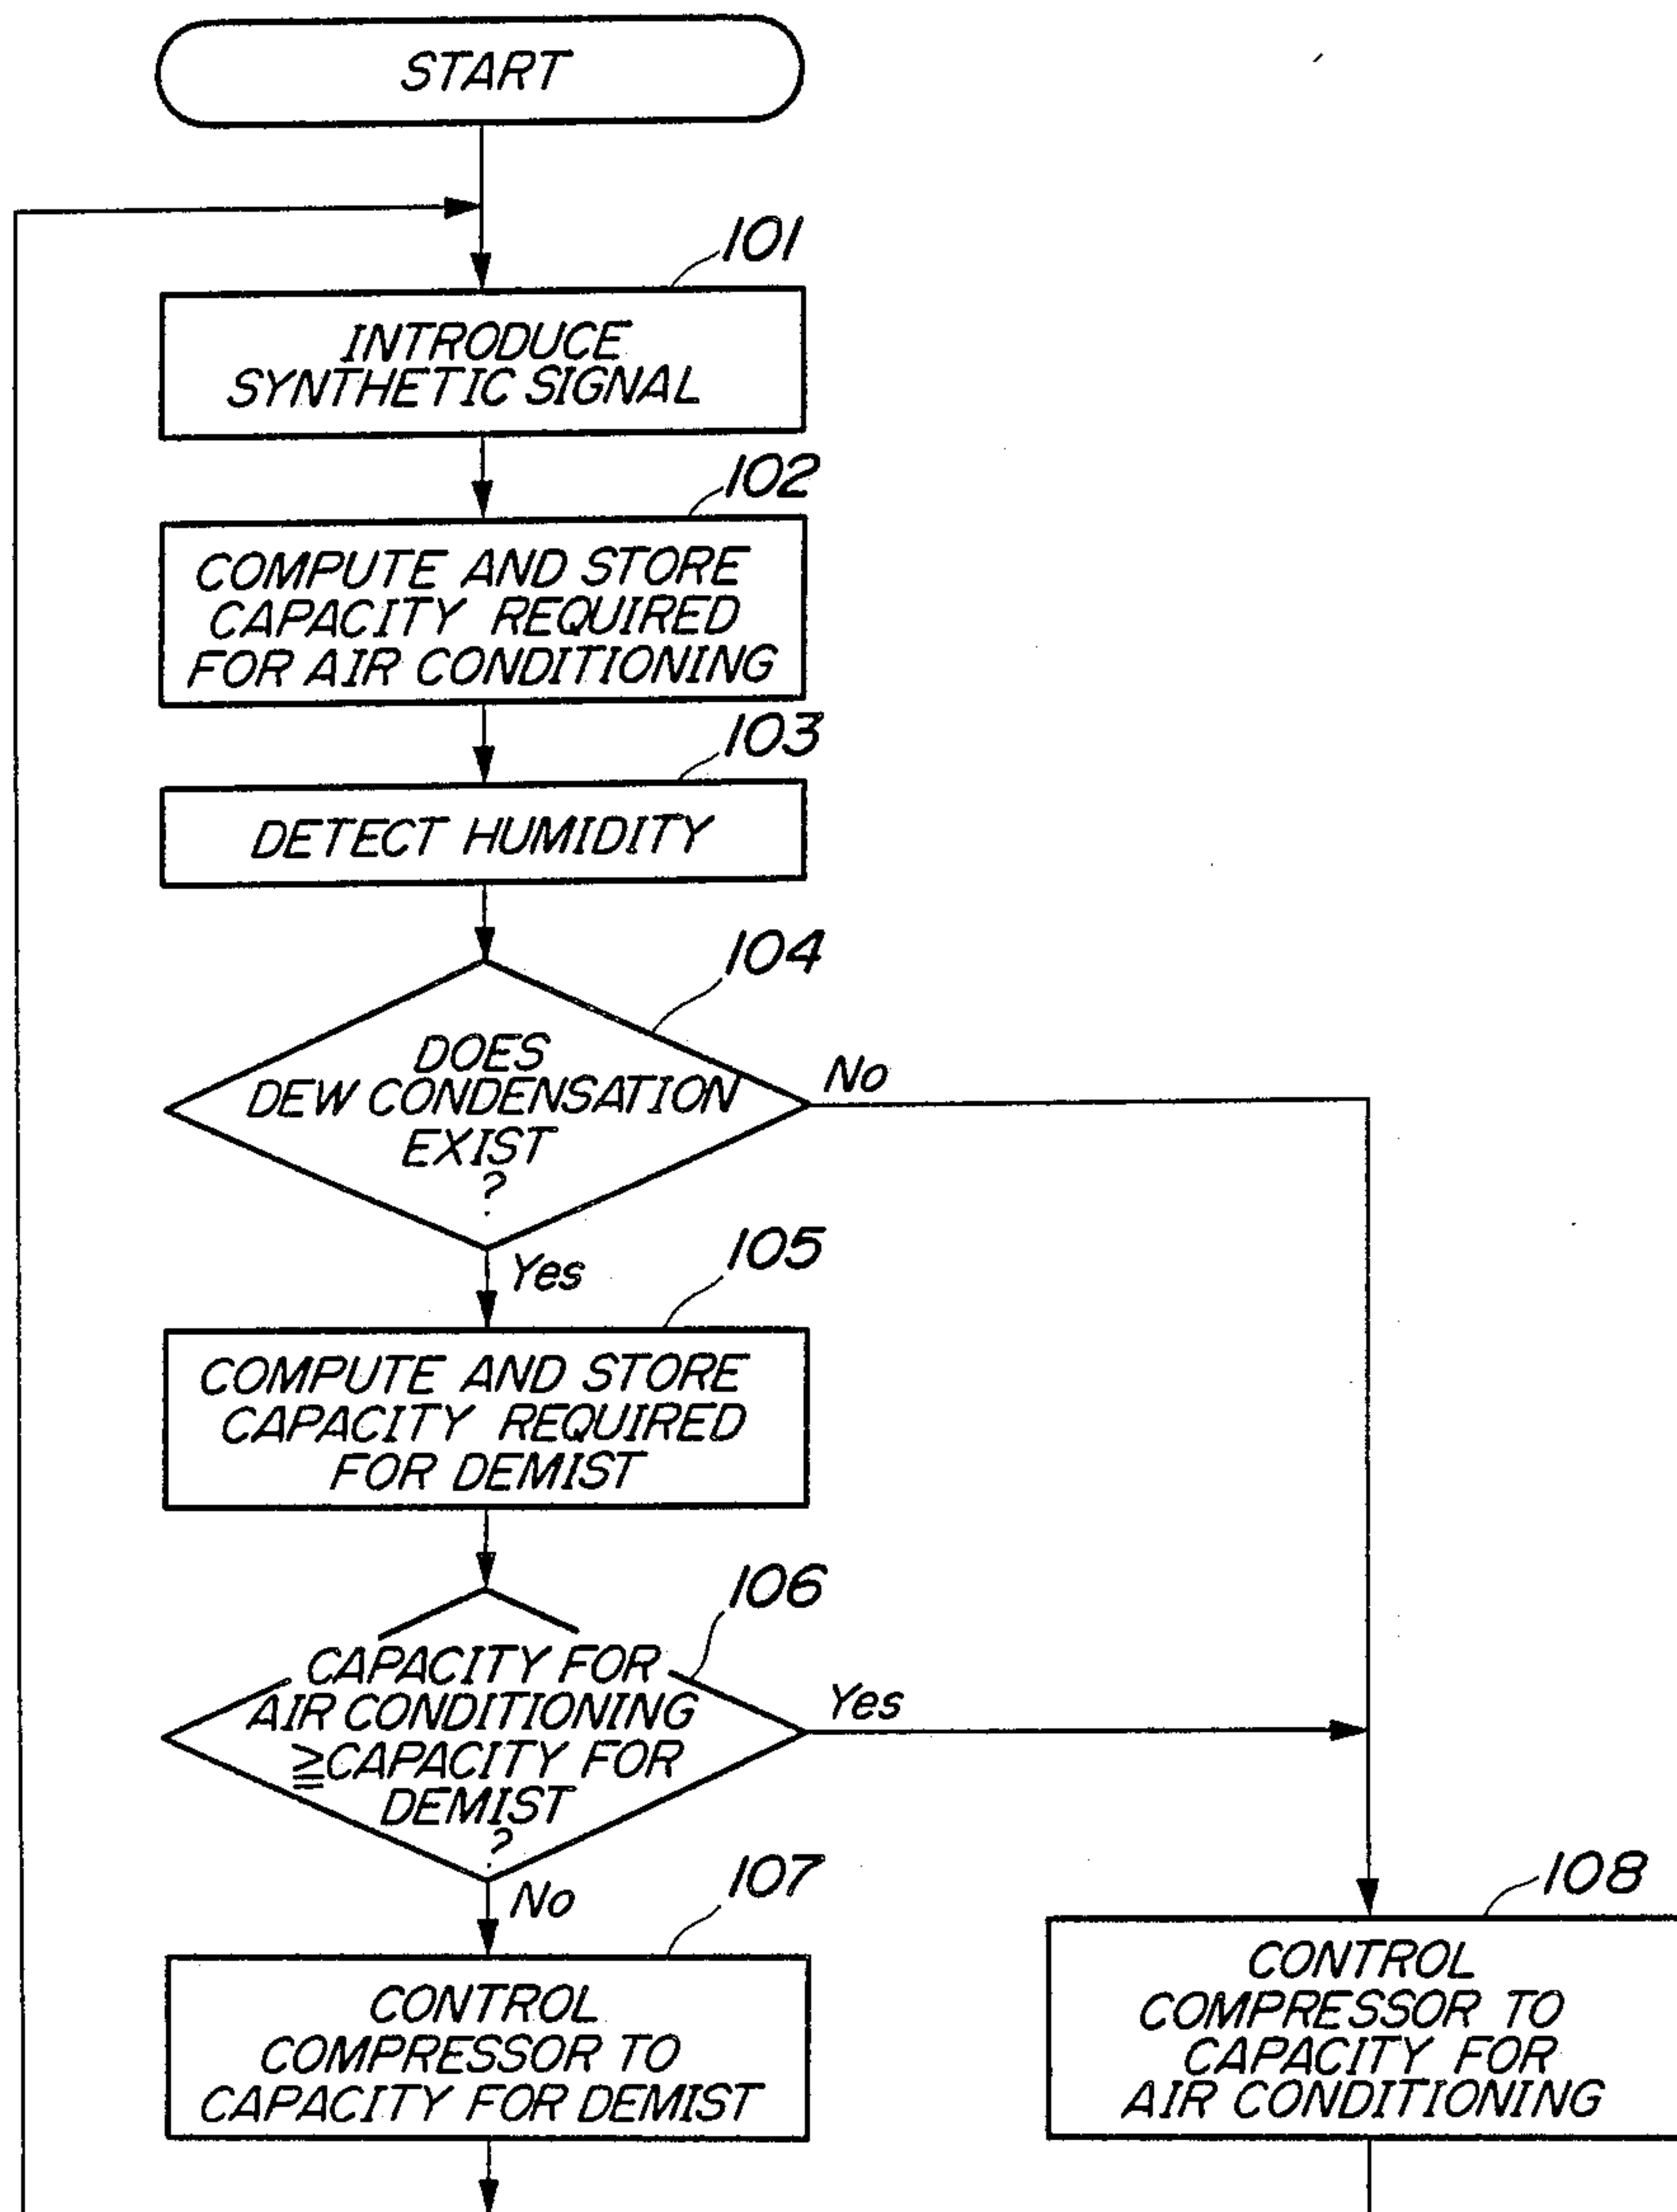 START
101
INTRODUCE
SYNTHETIC SIGNAL
102
COMPUTE AND STORE
CAPACITY REQUIRED
FOR AIR CONDITIONING
103
DETECT HUMIDITY
104
DOES
DEW CONDENSATION
EXIST
?
No
Yes
105
COMPUTE AND STORE
CAPACITY REQUIRED
FOR DEMIST
106
CAPACITY FOR
AIR CONDITIONING
≧CAPACITY FOR
DEMIST
?
Yes
No
107
CONTROL
COMPRESSOR TO
CAPACITY FOR DEMIST
108
CONTROL
COMPRESSOR TO
CAPACITY FOR
AIR CONDITIONING